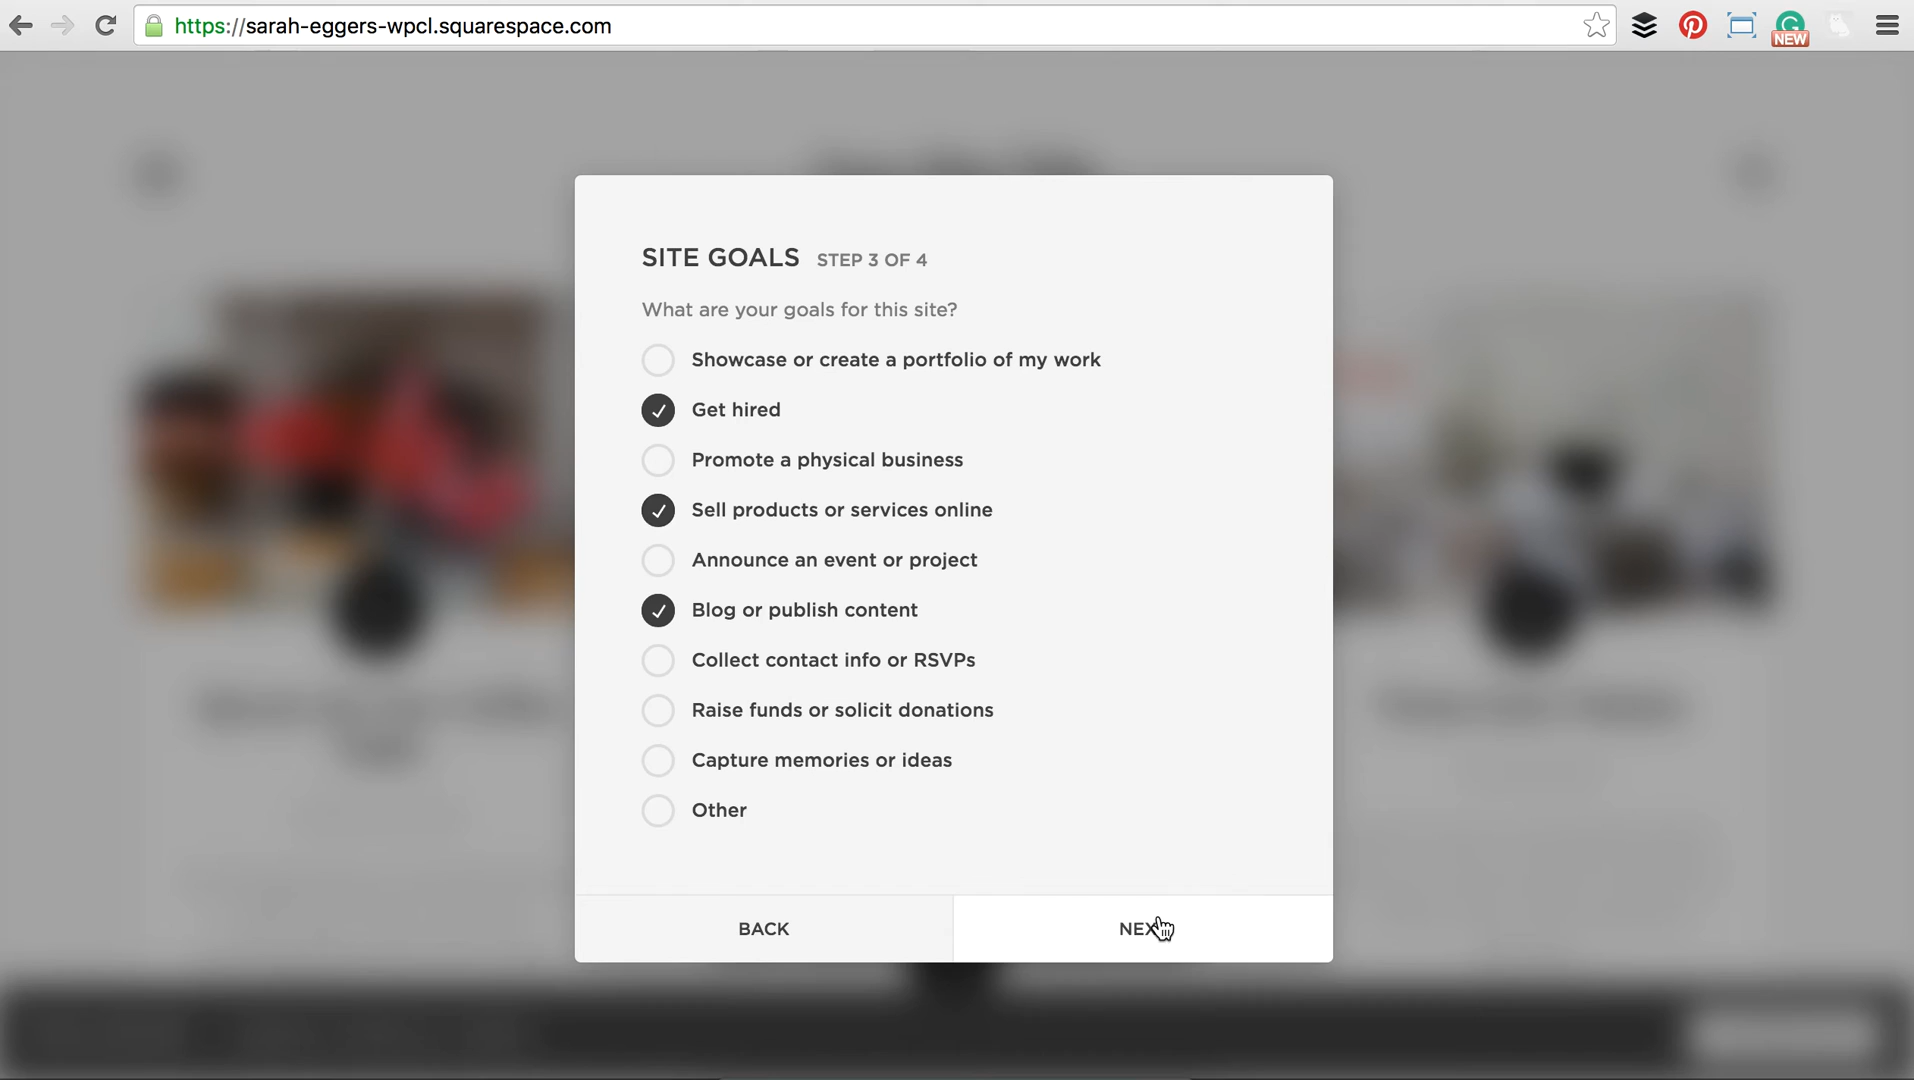 https://sarah-eggers-wpcl.squarespace.com
NEW
SITE GOALS STEP 3 OF 4
What are your goals for this site?
Showcase or create a portfolio of my work
Get hired
Promote a physical business
Sell products or services online
Announce an event or project
Blog or publish content
Collect contact info or RSVPs
Raise funds or solicit donations
Capture memories or ideas
Other
BACK
NEXT